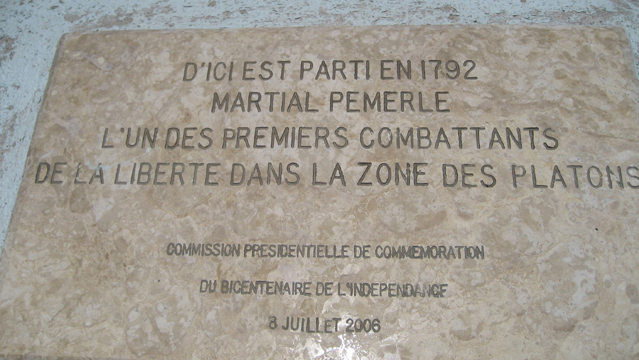 D'ICI EST PARTI EN 1792
MARTIAL PEMERLE
L'UN DES PREMIERS COMBATTANTS
DE LA LIBERTE DANS LA ZONE DES PLATONS
COMMISSION PRESIDENTIELLE DE COMMEMORATION
DU BICENTENAIRE DE L'INDEPENDANCE
8 JUILLET 2006